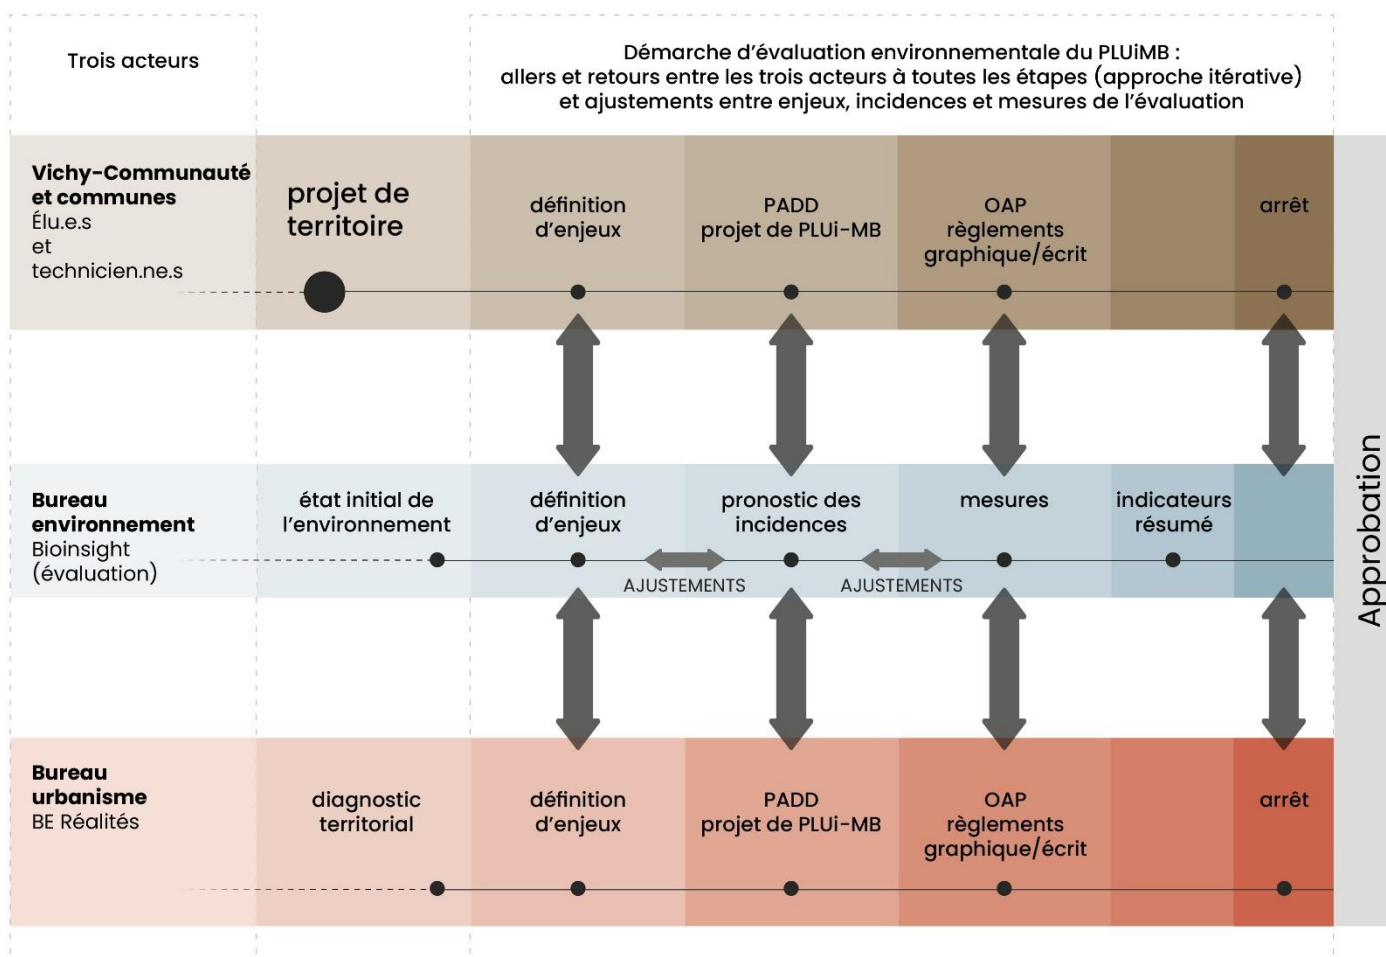 Trois acteurs
Démarche d'évaluation environnementale du PLUiMB :
allers et retours entre les trois acteurs à toutes les étapes (approche itérative)
et ajustements entre enjeux, incidences et mesures de l'évaluation
Vichy-Communauté
et communes
Élu.e.s
et
technicien.ne.s
projet de
territoire
définition
d'enjeux
PADD
projet de PLUi-MB
OAP
règlements
graphique/écrit
arrêt
Bureau
environnement
Bioinsight
(évaluation)
état initial de
l'environnement
définition
d'enjeux
pronostic des
incidences
mesures
indicateurs
résumé
AJUSTEMENTS
AJUSTEMENTS
Bureau
urbanisme
BE Réalités
diagnostic
territorial
définition
d'enjeux
PADD
projet de PLUi-MB
OAP
règlements
graphique/écrit
arrêt
Approbation